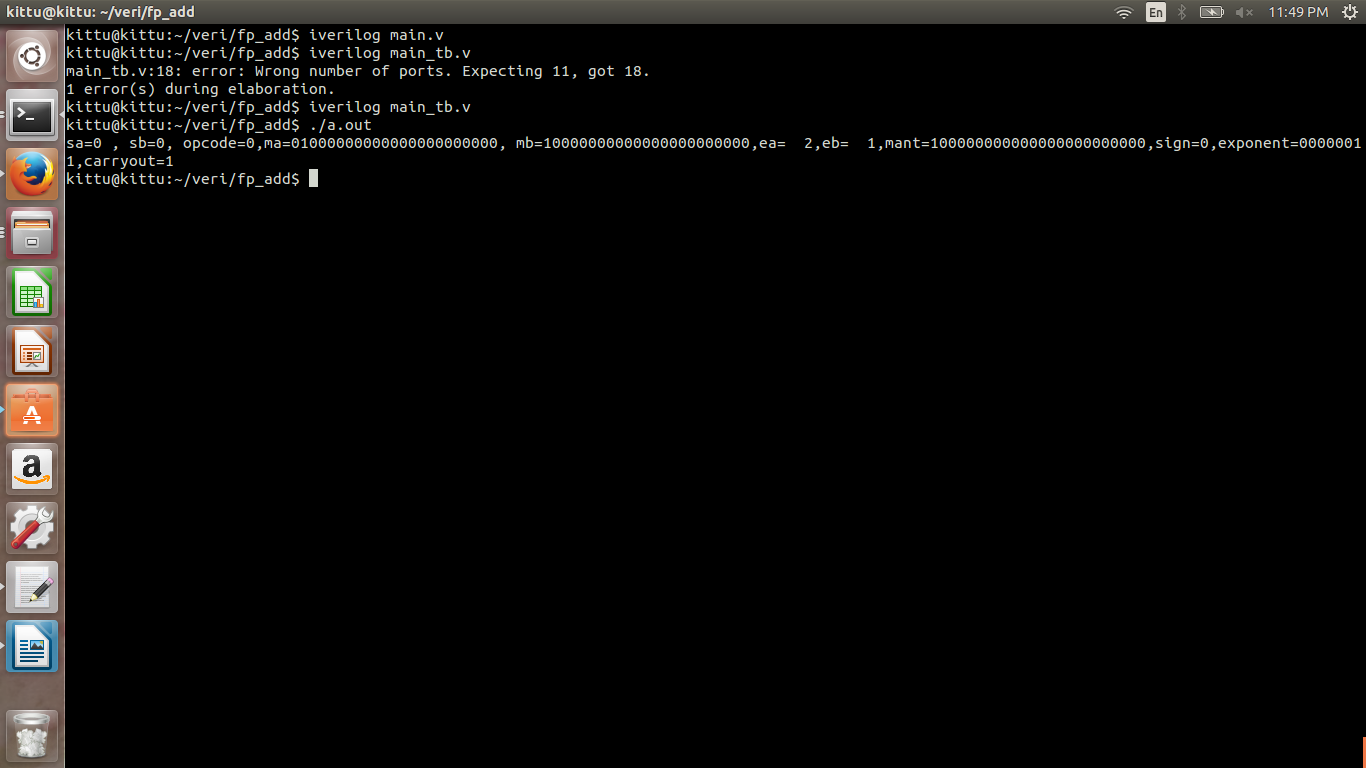 kittu@kittu: ~/veri/fp_add
En
11:49 PM
kittu@kittu:~/veri/fp_add$ iverilog main.v
kittu@kittu:~/veri/fp_add$ iverilog main_tb.v
main_tb.v:18: error: Wrong number of ports. Expecting 11, got 18.
1 error(s) during elaboration.
kittu@kittu:~/veri/fp_add$ iverilog main_tb.v
kittu@kittu:~/veri/fp_add$ ./a.out
sa=0 , sb=0, opcode=0,ma=01000000000000000000000, mb=10000000000000000000000,ea=  2,eb=  1,mant=100000000000000000000000,sign=0,exponent=0000001
1,carryout=1
kittu@kittu:~/veri/fp_add$